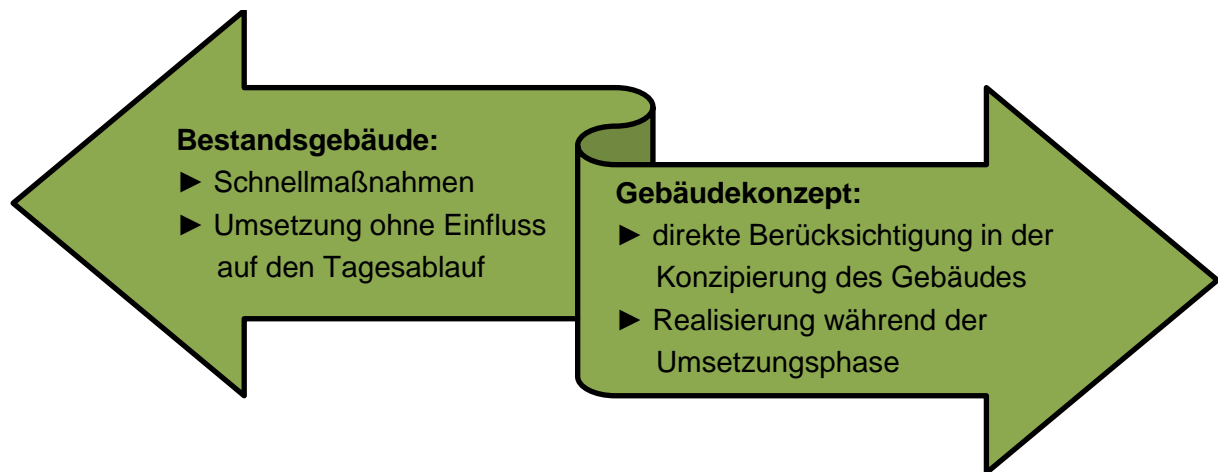 Bestandsgebäude:
► Schnellmaßnahmen
► Umsetzung ohne Einfluss
auf den Tagesablauf
Gebäudekonzept:
► direkte Berücksichtigung in der
Konzipierung des Gebäudes
► Realisierung während der
Umsetzungsphase